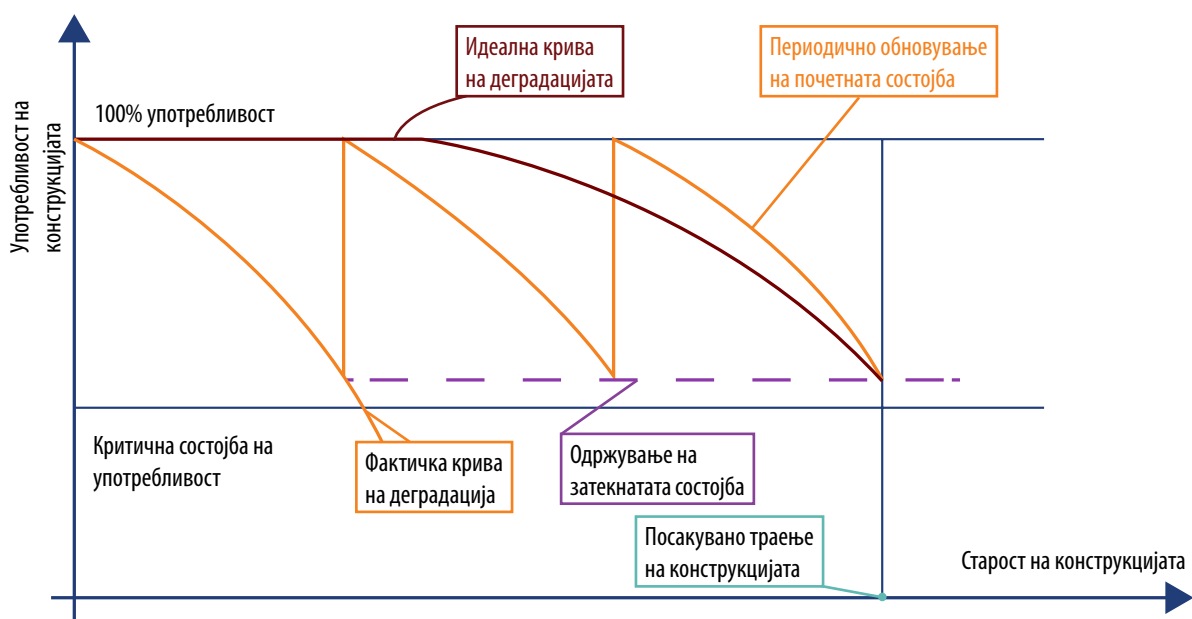 Идеална крива
на деградацијата
Периодично обновување
на почетната состојба
100% употребливост
Употребливост на
конструкцијата
Критична состојба на
употребливост
Фактичка крива
на деградација
Одржување на
затекнатата состојба
Посакувано траење
на конструкцијата
Старост на конструкцијата